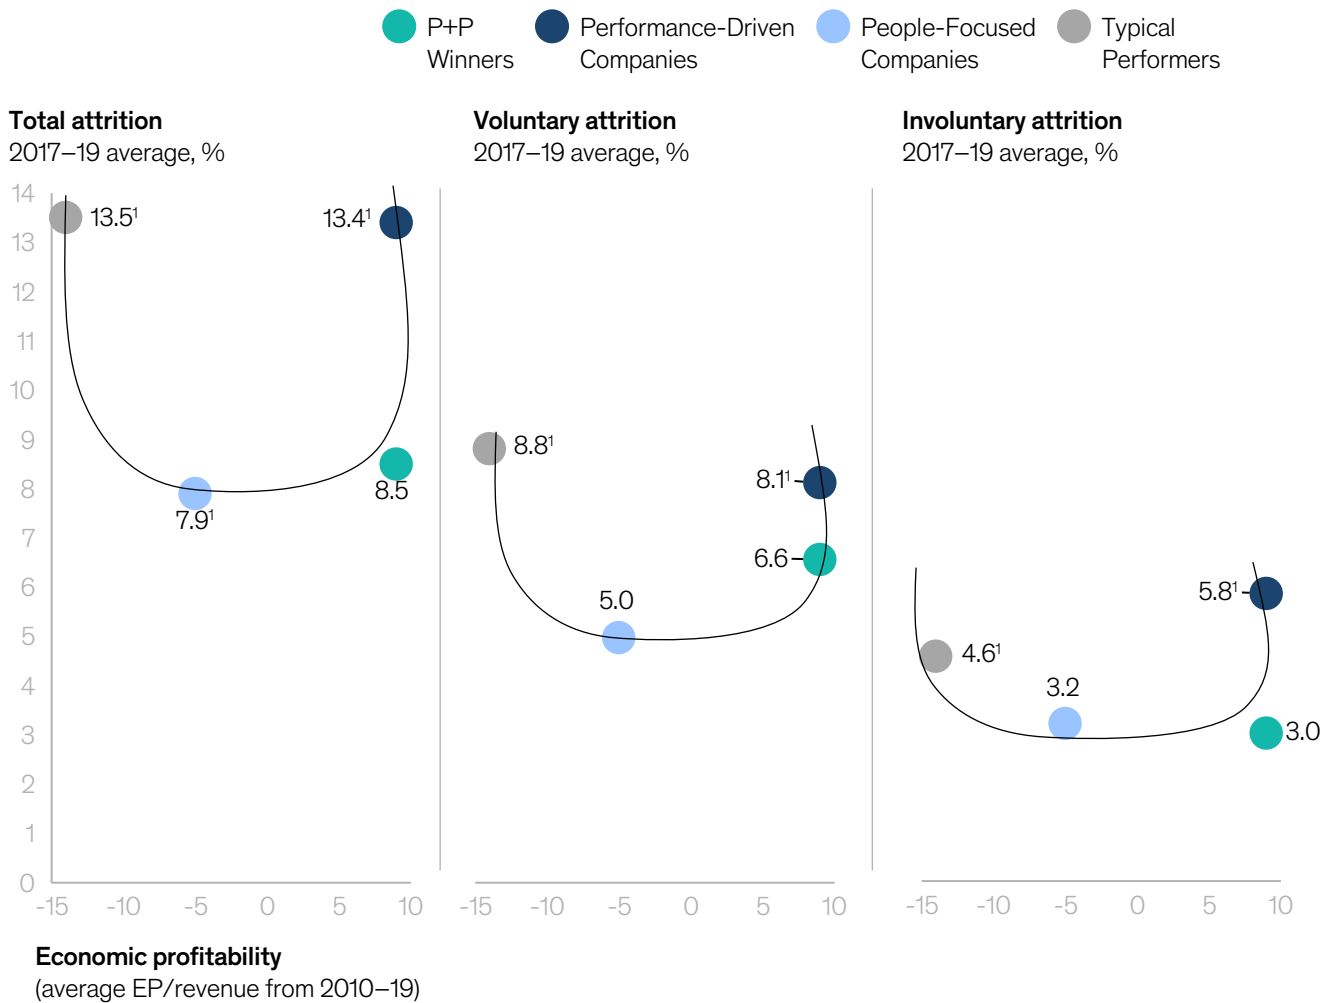 P+P
Winners
Performance-Driven
Companies
People-Focused
Companies
Typical
Performers
Total attrition
2017–19 average, %
14
13
12
11
10
9
8
7
6
5
4
3
2
1
0
13.5¹
13.4¹
7.9¹
8.5
-15 -10 -5 0 5 10
Voluntary attrition
2017–19 average, %
8.8¹
8.1¹
6.6
5.0
-15 -10 -5 0 5 10
Involuntary attrition
2017–19 average, %
5.8¹
4.6¹
3.2
3.0
-15 -10 -5 0 5 10
Economic profitability
(average EP/revenue from 2010–19)